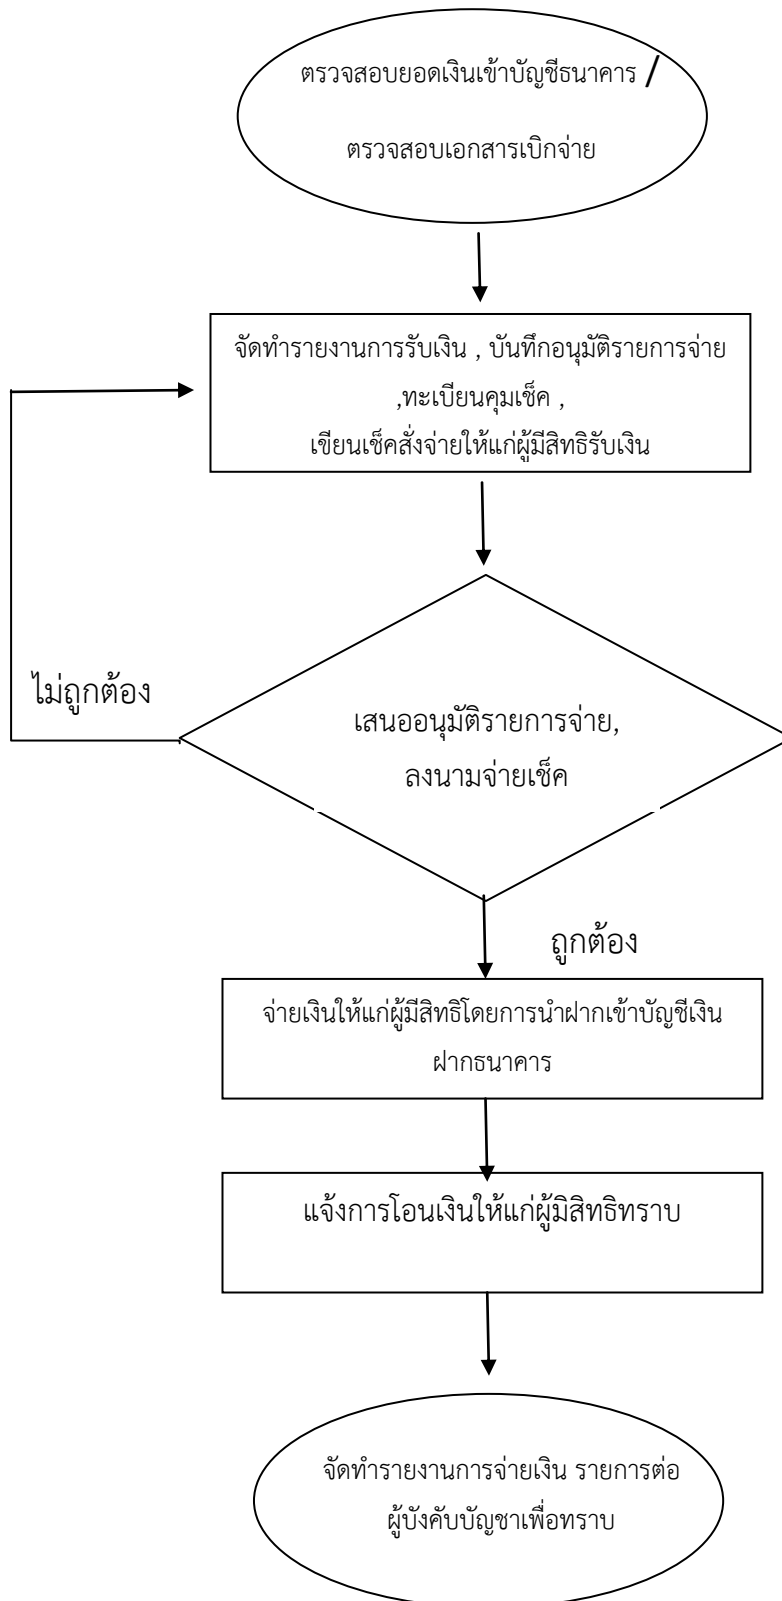 ตรวจสอบยอดเงินเข้าบัญชีธนาคาร /
ตรวจสอบเอกสารเบิกจ่าย
จัดทำรายงานการรับเงิน , บันทึกอนุมัติรายการจ่าย
,ทะเบียนคุมเช็ค ,
เขียนเช็คสั่งจ่ายให้แก่ผู้มีสิทธิรับเงิน
ไม่ถูกต้อง
เสนออนุมัติรายการจ่าย,
ลงนามจ่ายเช็ค
ถูกต้อง
จ่ายเงินให้แก่ผู้มีสิทธิโดยการนำฝากเข้าบัญชีเงิน
ฝากธนาคาร
แจ้งการโอนเงินให้แก่ผู้มิสิทธิทราบ
จัดทำรายงานการจ่ายเงิน รายการต่อ
ผู้บังคับบัญชาเพื่อทราบ